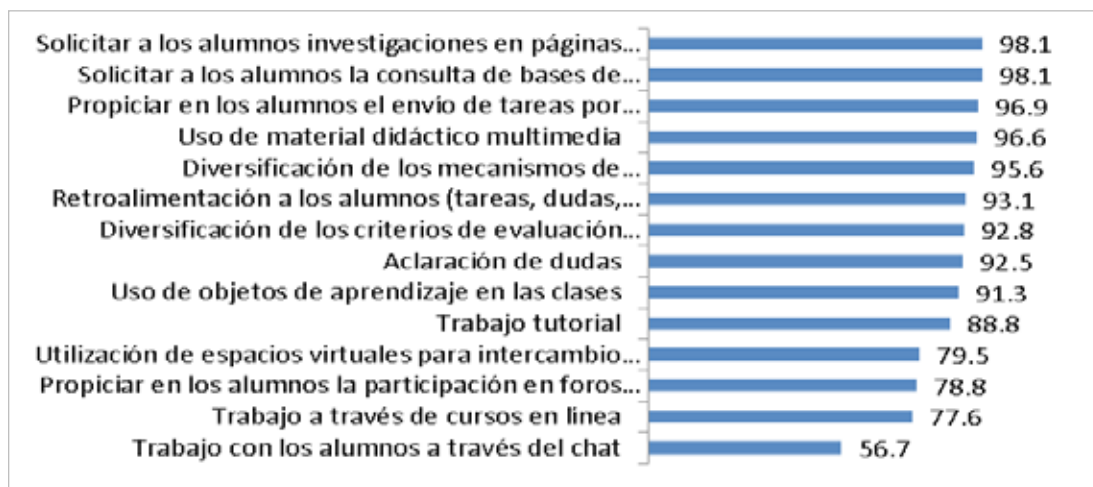 Solicitar a los alumnos investigaciones en páginas... 98.1
Solicitar a los alumnos la consulta de bases de... 98.1
Propiciar en los alumnos el envío de tareas por... 96.9
Uso de material didáctico multimedia 96.6
Diversificación de los mecanismos de... 95.6
Retroalimentación a los alumnos (tareas, dudas,... 93.1
Diversificación de los criterios de evaluación... 92.8
Aclaración de dudas 92.5
Uso de objetos de aprendizaje en las clases 91.3
Trabajo tutorial 88.8
Utilización de espacios virtuales para intercambio... 79.5
Propiciar en los alumnos la participación en foros... 78.8
Trabajo a través de cursos en línea 77.6
Trabajo con los alumnos a través del chat 56.7